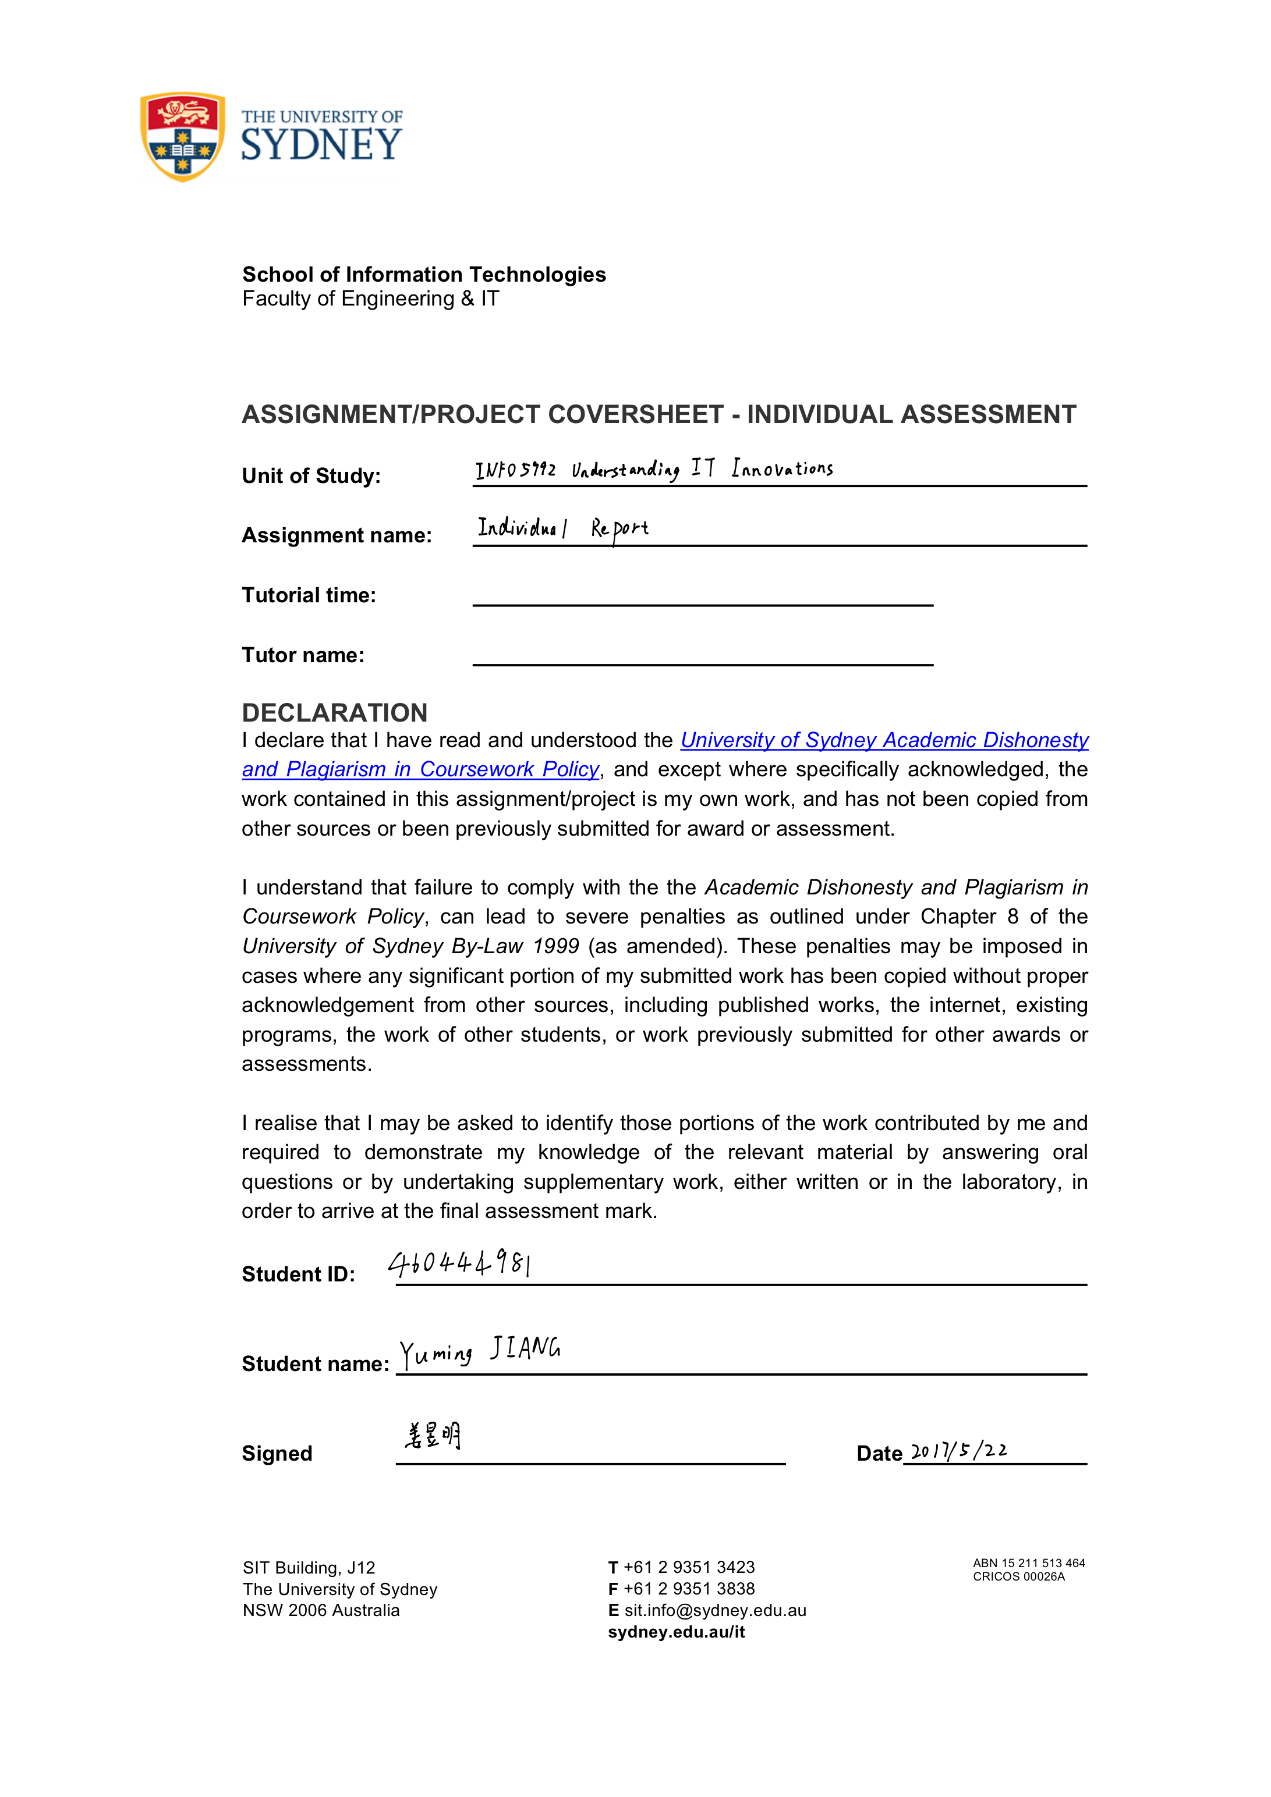 THE UNIVERSITY OF
SYDNEY
School of Information Technologies
Faculty of Engineering & IT
ASSIGNMENT/PROJECT COVERSHEET - INDIVIDUAL ASSESSMENT
Unit of Study: INFO5992 Understanding IT Innovations
Assignment name: Individual Report
Tutorial time:
Tutor name:
DECLARATION
I declare that I have read and understood the University of Sydney Academic Dishonesty
and Plagiarism in Coursework Policy, and except where specifically acknowledged, the
work contained in this assignment/project is my own work, and has not been copied from
other sources or been previously submitted for award or assessment.
I understand that failure to comply with the the Academic Dishonesty and Plagiarism in
Coursework Policy, can lead to severe penalties as outlined under Chapter 8 of the
University of Sydney By-Law 1999 (as amended). These penalties may be imposed in
cases where any significant portion of my submitted work has been copied without proper
acknowledgement from other sources, including published works, the internet, existing
programs, the work of other students, or work previously submitted for other awards or
assessments.
I realise that I may be asked to identify those portions of the work contributed by me and
required to demonstrate my knowledge of the relevant material by answering oral
questions or by undertaking supplementary work, either written or in the laboratory, in
order to arrive at the final assessment mark.
Student ID: 460444981
Student name: Yuming JIANG
Signed 姜昱明 Date 2017/5/22
SIT Building, J12
The University of Sydney
NSW 2006 Australia
T +61 2 9351 3423
F +61 2 9351 3838
E sit.info@sydney.edu.au
sydney.edu.au/it
ABN 15 211 513 464
CRICOS 00026A